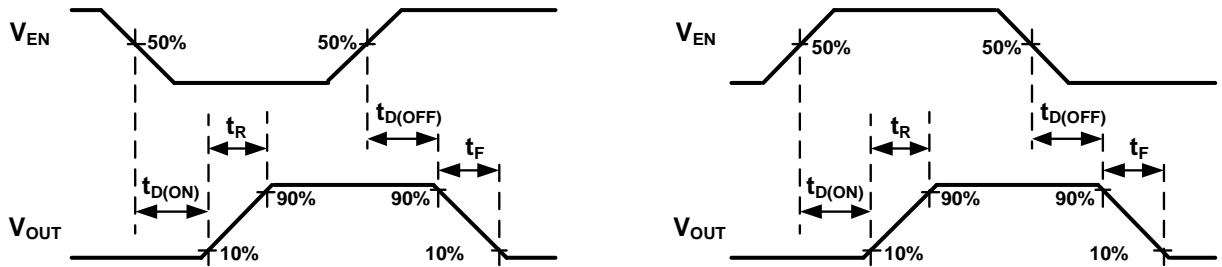 V_EN
50%
50%
t_D(OFF)
t_R
t_F
t_D(ON)
90%
90%
V_OUT
10%
10%
V_EN
50%
50%
t_D(OFF)
t_R
t_F
t_D(ON)
90%
90%
V_OUT
10%
10%